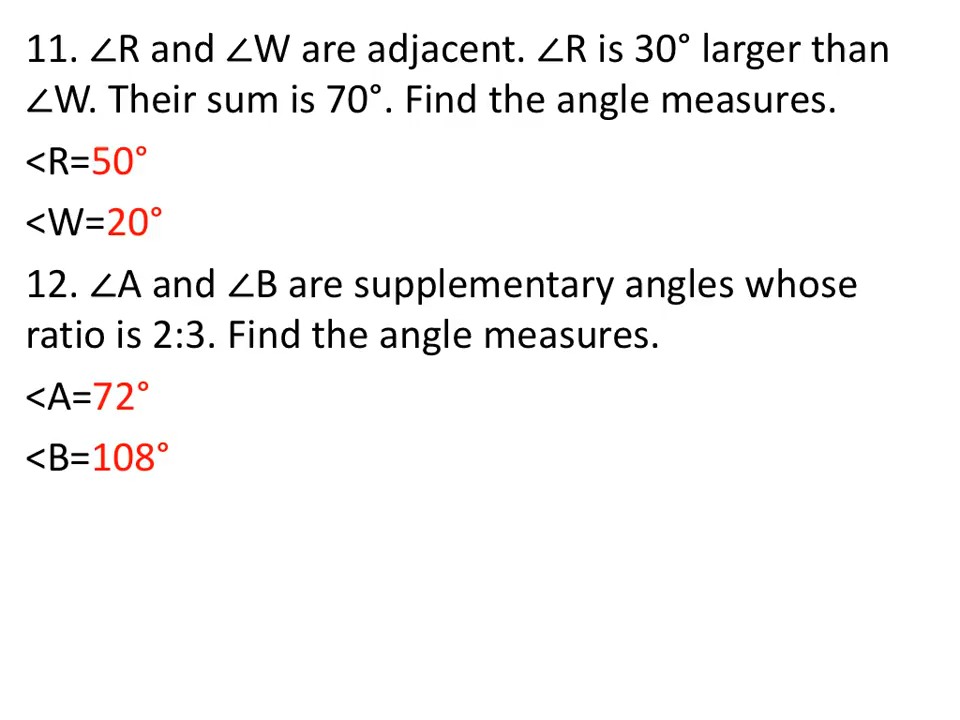 11. ∠R and ∠W are adjacent. ∠R is 30° larger than
∠W. Their sum is 70°. Find the angle measures.
<R=50°
<W=20°
12. ∠A and ∠B are supplementary angles whose
ratio is 2:3. Find the angle measures.
<A=72°
<B=108°